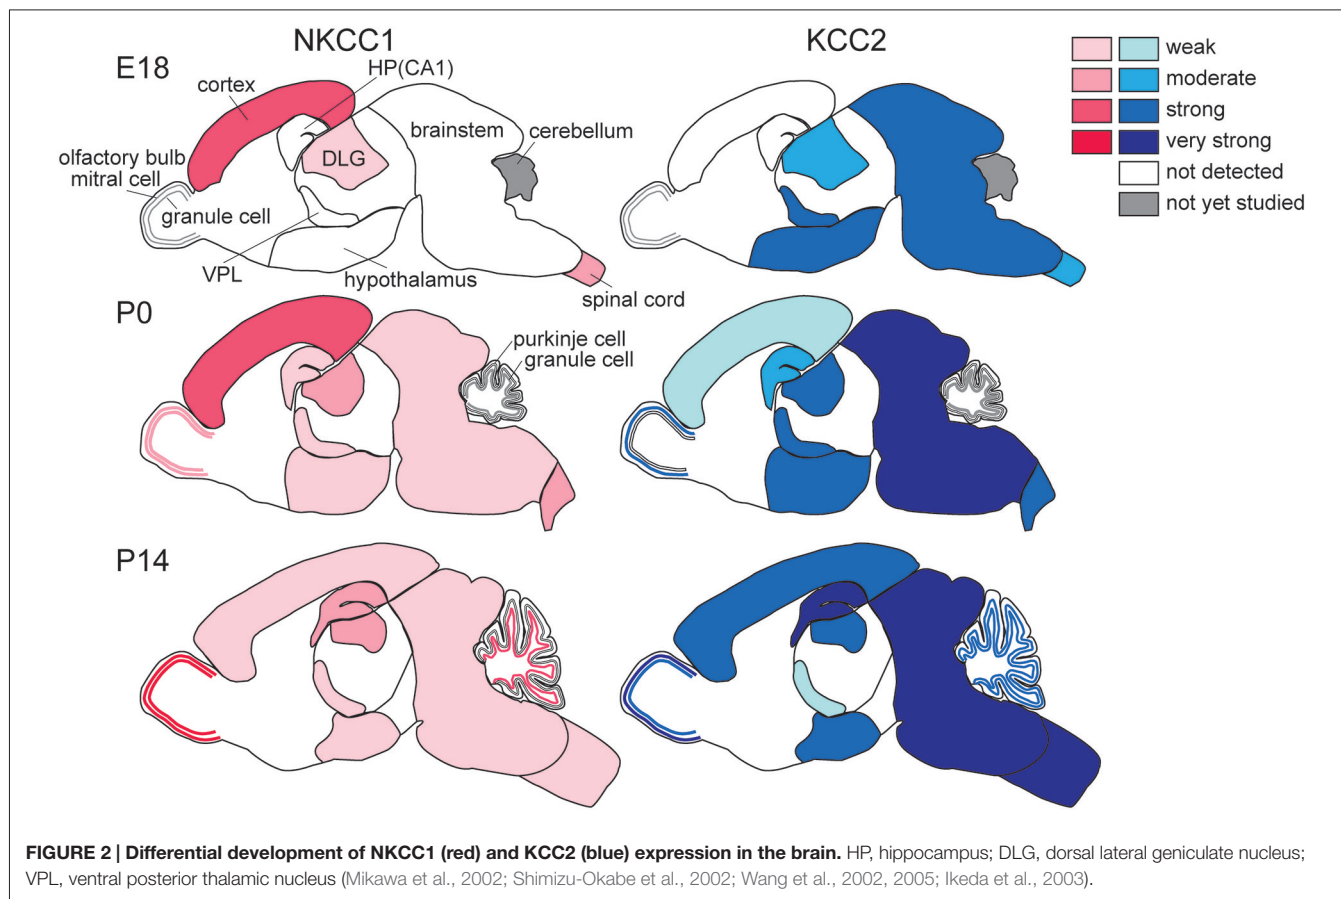 NKCC1
KCC2
E18
HP(CA1)
cortex
brainstem
cerebellum
olfactory bulb
mitral cell
DLG
granule cell
VPL
hypothalamus
spinal cord
weak
moderate
strong
very strong
not detected
not yet studied
P0
purkinje cell
granule cell
P14
FIGURE 2 | Differential development of NKCC1 (red) and KCC2 (blue) expression in the brain. HP, hippocampus; DLG, dorsal lateral geniculate nucleus;
VPL, ventral posterior thalamic nucleus (Mikawa et al., 2002; Shimizu-Okabe et al., 2002; Wang et al., 2002, 2005; Ikeda et al., 2003).